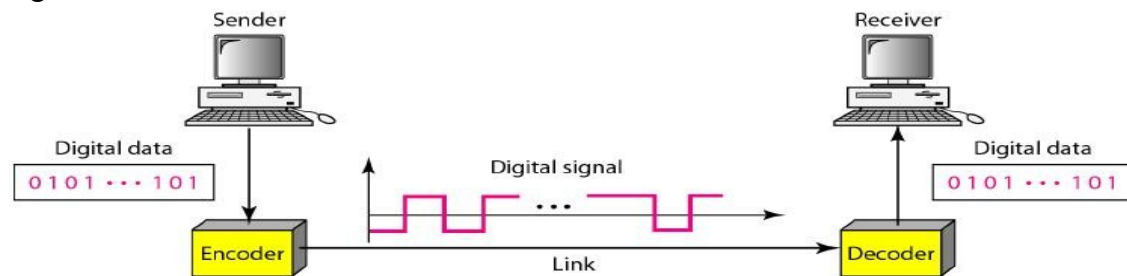 Sender
Receiver
Digital data
0101 ••• 101
Digital signal
•••
Digital data
0101 ••• 101
Encoder
Link
Decoder